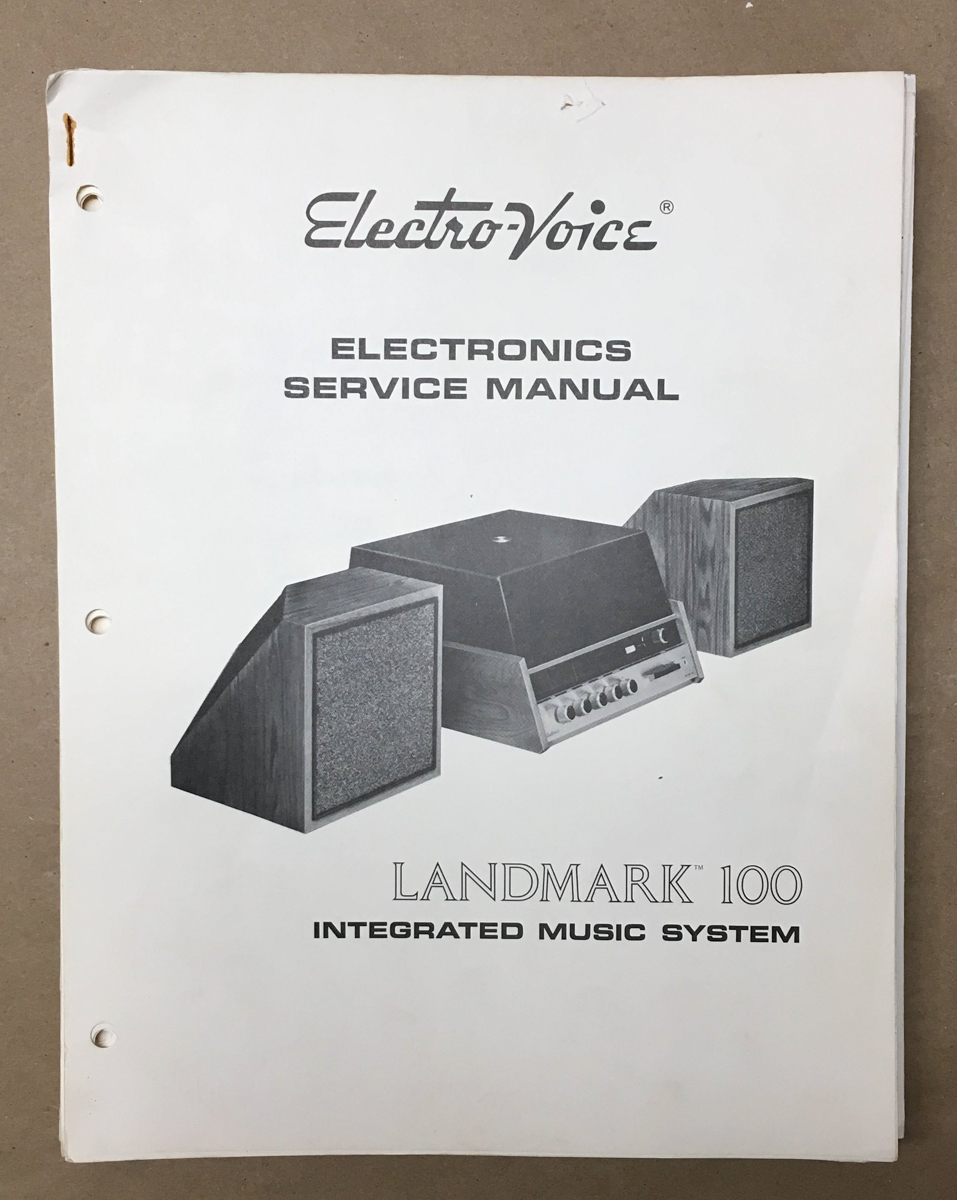 Electro-Voice®
ELECTRONICS
SERVICE MANUAL
LANDMARK™ 100
INTEGRATED MUSIC SYSTEM